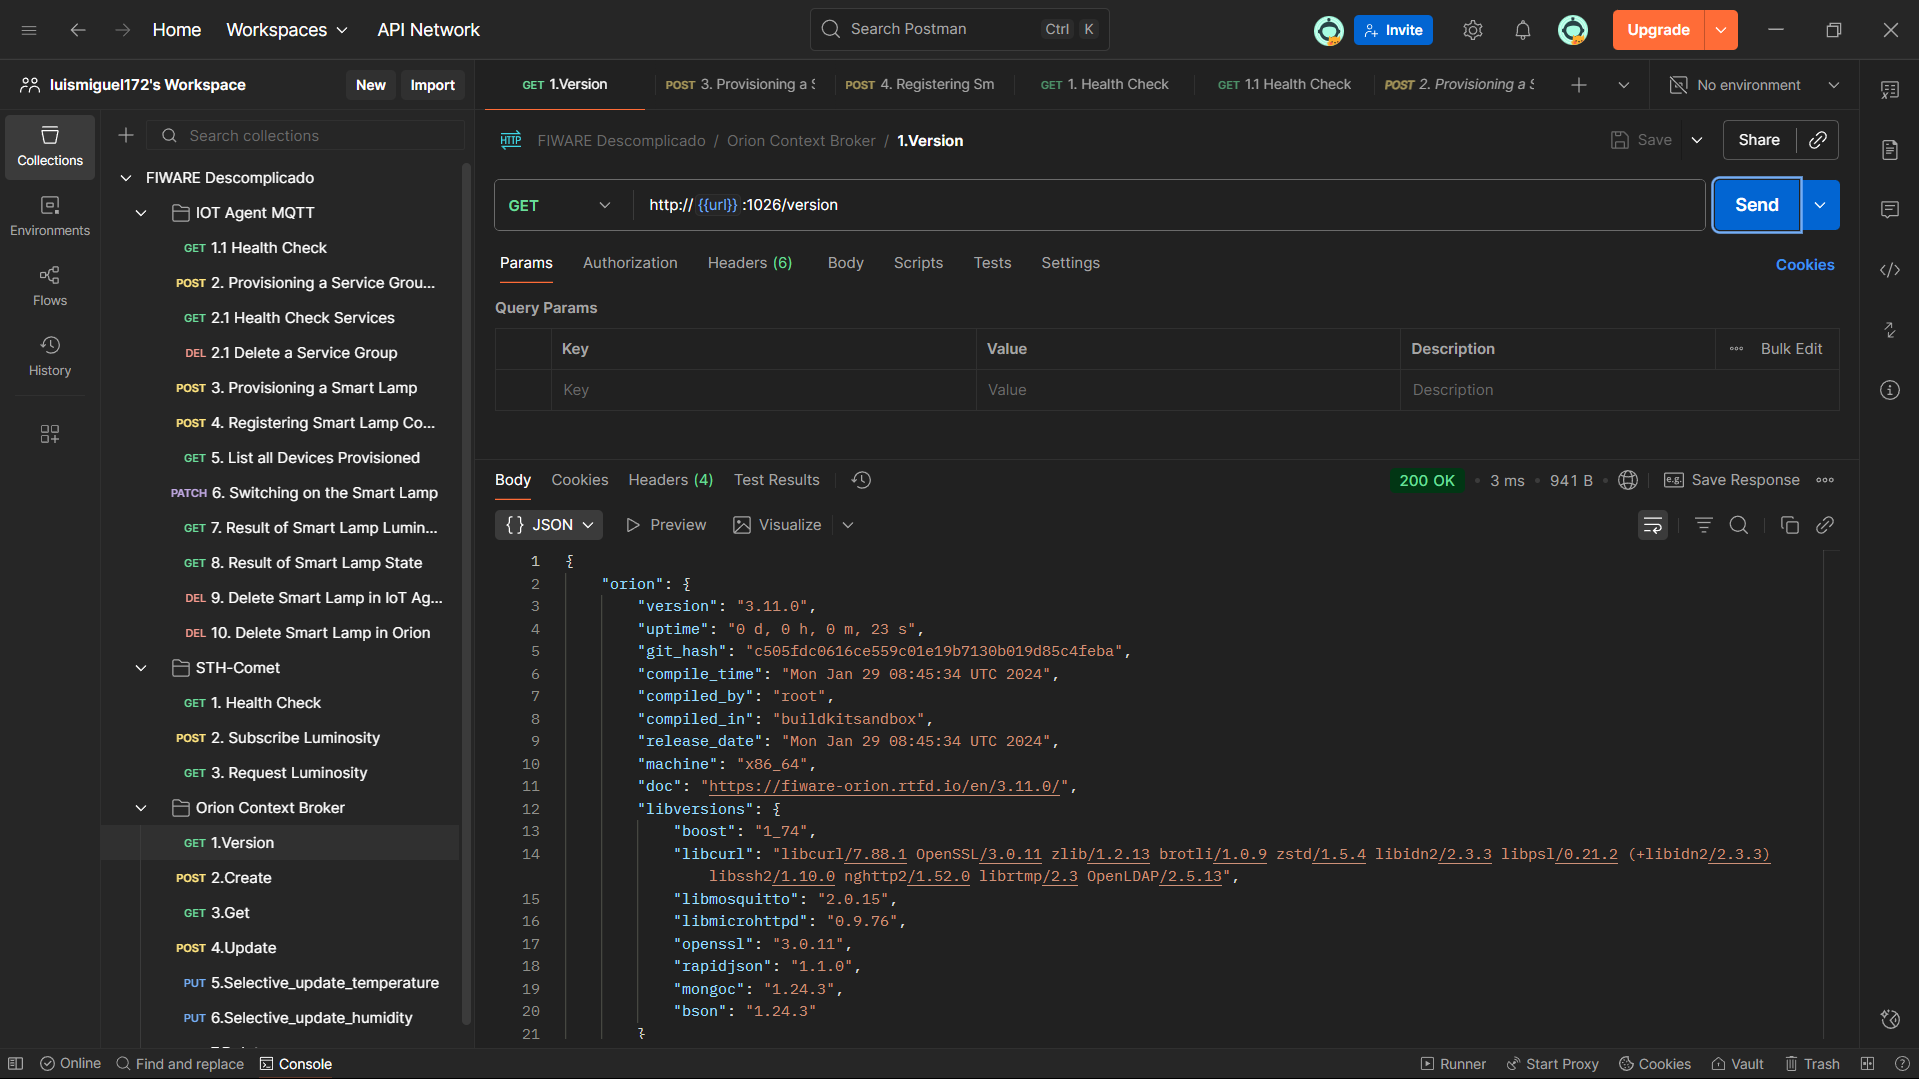 Home Workspaces API Network Search Postman Ctrl K Invite Upgrade
luismiguel172's Workspace New Import
GET 1.Version POST 3. Provisioning a S POST 4. Registering Sm GET 1. Health Check GET 1.1 Health Check POST 2. Provisioning a S No environment
Collections
Environments
Flows
History
Search collections
FIWARE Descomplicado
IOT Agent MQTT
GET 1.1 Health Check
POST 2. Provisioning a Service Grou...
GET 2.1 Health Check Services
DEL 2.1 Delete a Service Group
POST 3. Provisioning a Smart Lamp
POST 4. Registering Smart Lamp Co...
GET 5. List all Devices Provisioned
PATCH 6. Switching on the Smart Lamp
GET 7. Result of Smart Lamp Lumin...
GET 8. Result of Smart Lamp State
DEL 9. Delete Smart Lamp in IoT Ag...
DEL 10. Delete Smart Lamp in Orion
STH-Comet
GET 1. Health Check
POST 2. Subscribe Luminosity
GET 3. Request Luminosity
Orion Context Broker
GET 1.Version
POST 2.Create
GET 3.Get
POST 4.Update
PUT 5.Selective_update_temperature
PUT 6.Selective_update_humidity
HTTP FIWARE Descomplicado / Orion Context Broker / 1.Version Save Share
GET http:// {{url}} :1026/version Send
Params Authorization Headers (6) Body Scripts Tests Settings Cookies
Query Params
Key Value Description Bulk Edit
Key Value Description
Body Cookies Headers (4) Test Results 200 OK 3 ms 941 B e.g. Save Response
{} JSON Preview Visualize
1 {
2 "orion": {
3 "version": "3.11.0",
4 "uptime": "0 d, 0 h, 0 m, 23 s",
5 "git_hash": "c505fdc0616ce559c01e19b7130b019d85c4feba",
6 "compile_time": "Mon Jan 29 08:45:34 UTC 2024",
7 "compiled_by": "root",
8 "compiled_in": "buildkitsandbox",
9 "release_date": "Mon Jan 29 08:45:34 UTC 2024",
10 "machine": "x86_64",
11 "doc": "https://fiware-orion.rtfd.io/en/3.11.0/",
12 "libversions": {
13 "boost": "1_74",
14 "libcurl": "libcurl/7.88.1 OpenSSL/3.0.11 zlib/1.2.13 brotli/1.0.9 zstd/1.5.4 libidn2/2.3.3 libpsl/0.21.2 (+libidn2/2.3.3)
libssh2/1.10.0 nghttp2/1.52.0 librtmp/2.3 OpenLDAP/2.5.13",
15 "libmosquitto": "2.0.15",
16 "libmicrohttpd": "0.9.76",
17 "openssl": "3.0.11",
18 "rapidjson": "1.1.0",
19 "mongoc": "1.24.3",
20 "bson": "1.24.3"
21 }
Online Find and replace Console Runner Start Proxy Cookies Vault Trash